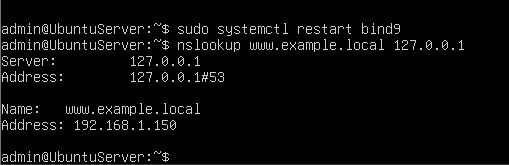 admin@UbuntuServer:~$ sudo systemctl restart bind9
admin@UbuntuServer:~$ nslookup www.example.local 127.0.0.1
Server:         127.0.0.1
Address:        127.0.0.1#53

Name:   www.example.local
Address: 192.168.1.150

admin@UbuntuServer:~$